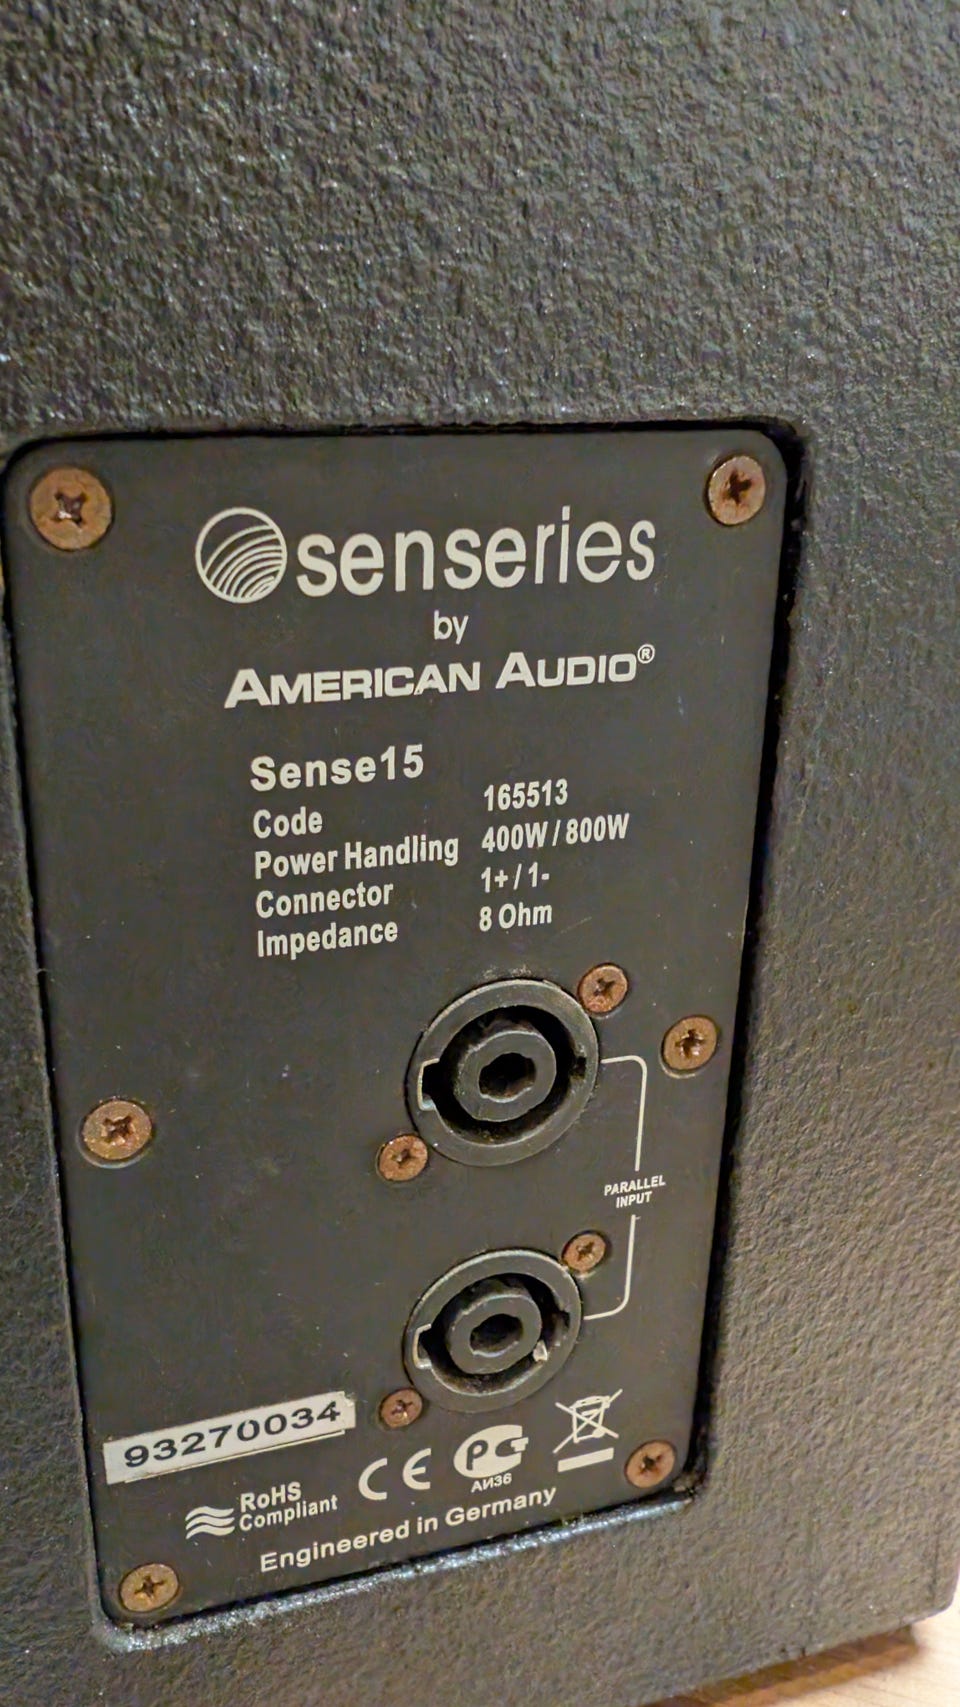 senseries
by
AMERICAN AUDIO®
Sense15
Code 165513
Power Handling 400W / 800W
Connector 1+ / 1-
Impedance 8 Ohm
PARALLEL
INPUT
93270034
RoHS
Compliant
CE
РСТ
АИ36
Engineered in Germany